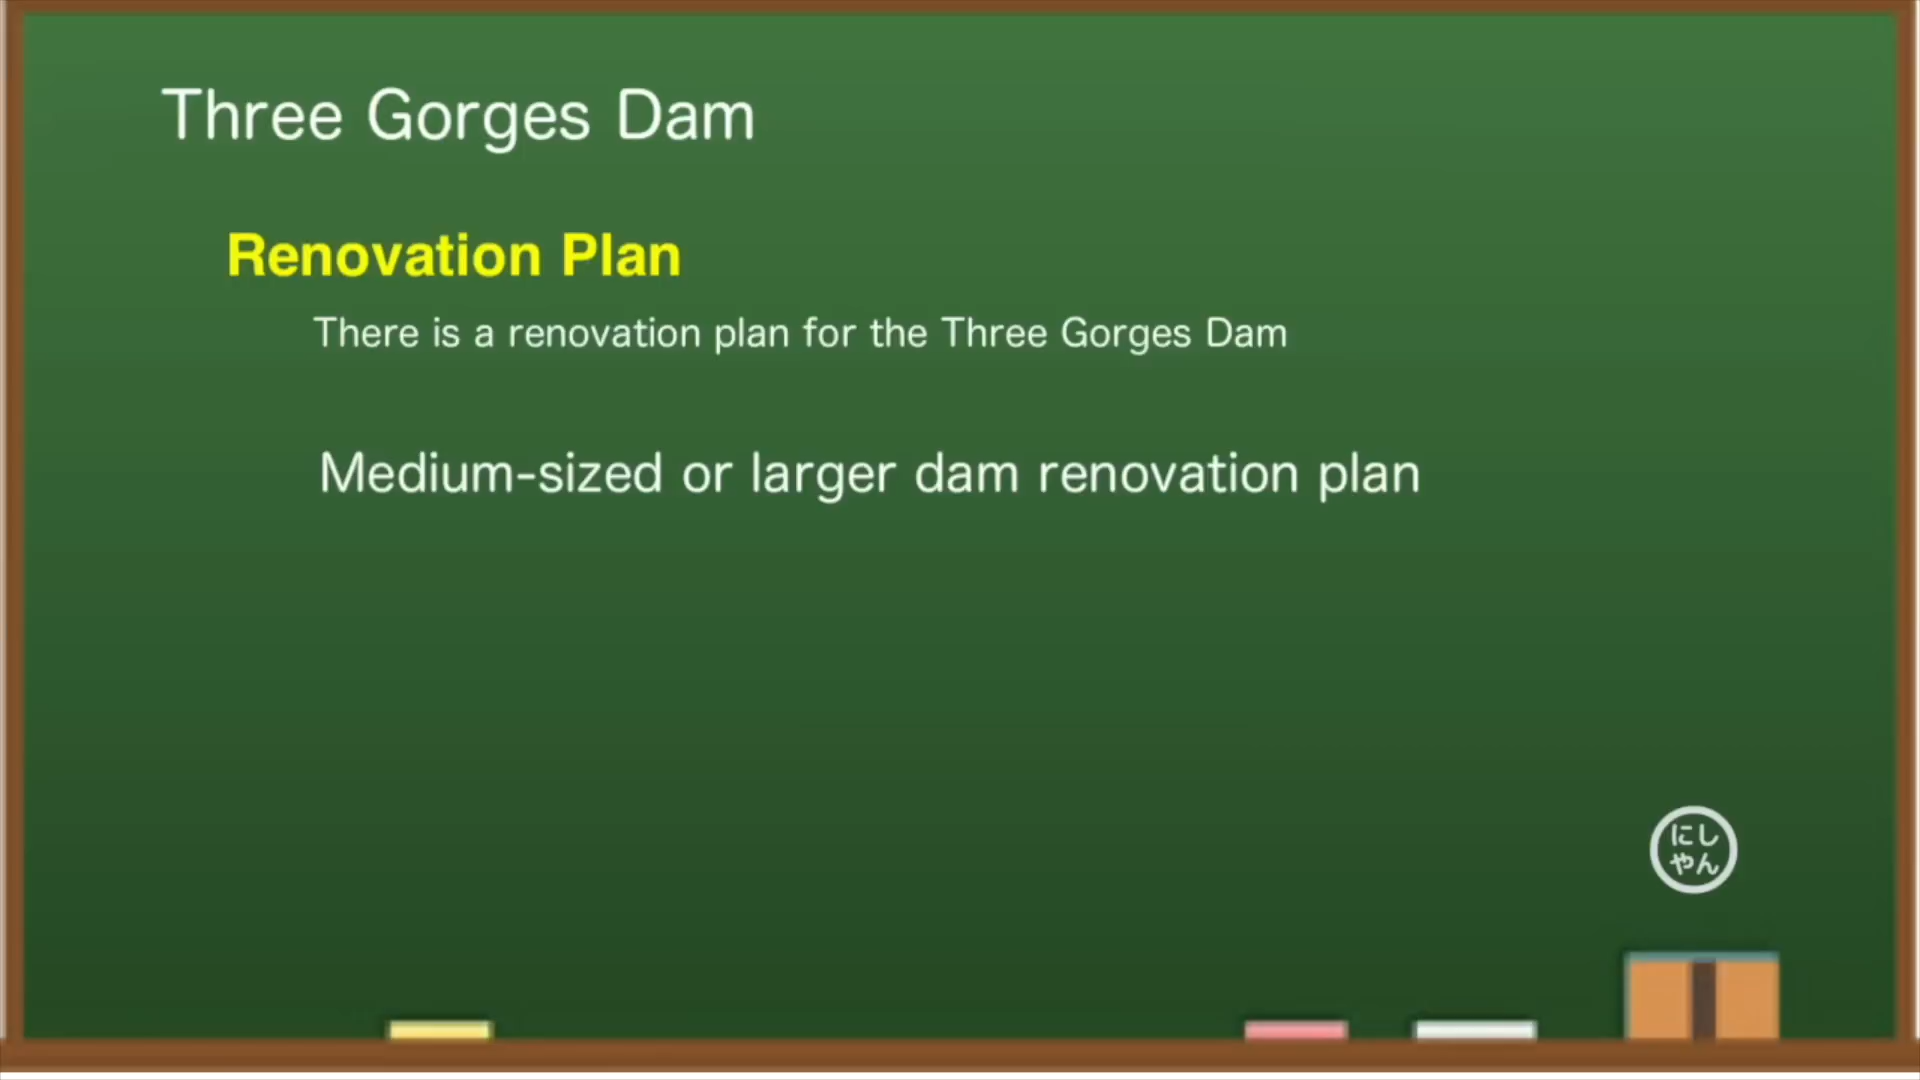 Three Gorges Dam
Renovation Plan
There is a renovation plan for the Three Gorges Dam
Medium-sized or larger dam renovation plan
にし
やん